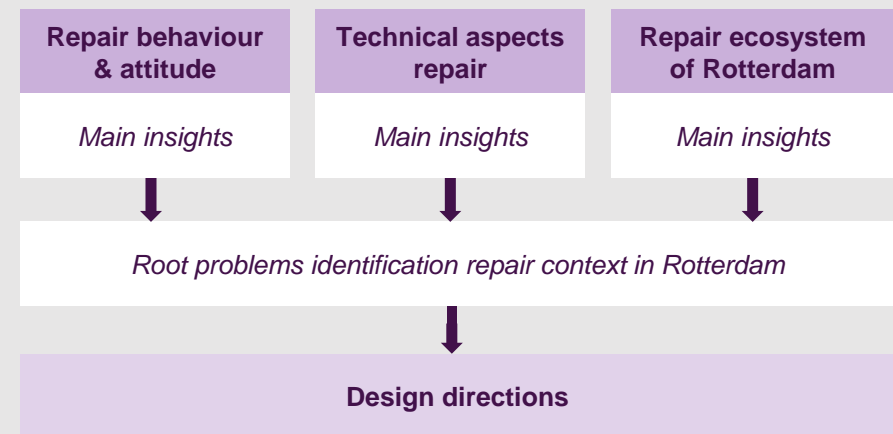 Repair behaviour
& attitude
Technical aspects
repair
Repair ecosystem
of Rotterdam
Main insights
Main insights
Main insights
Root problems identification repair context in Rotterdam
Design directions